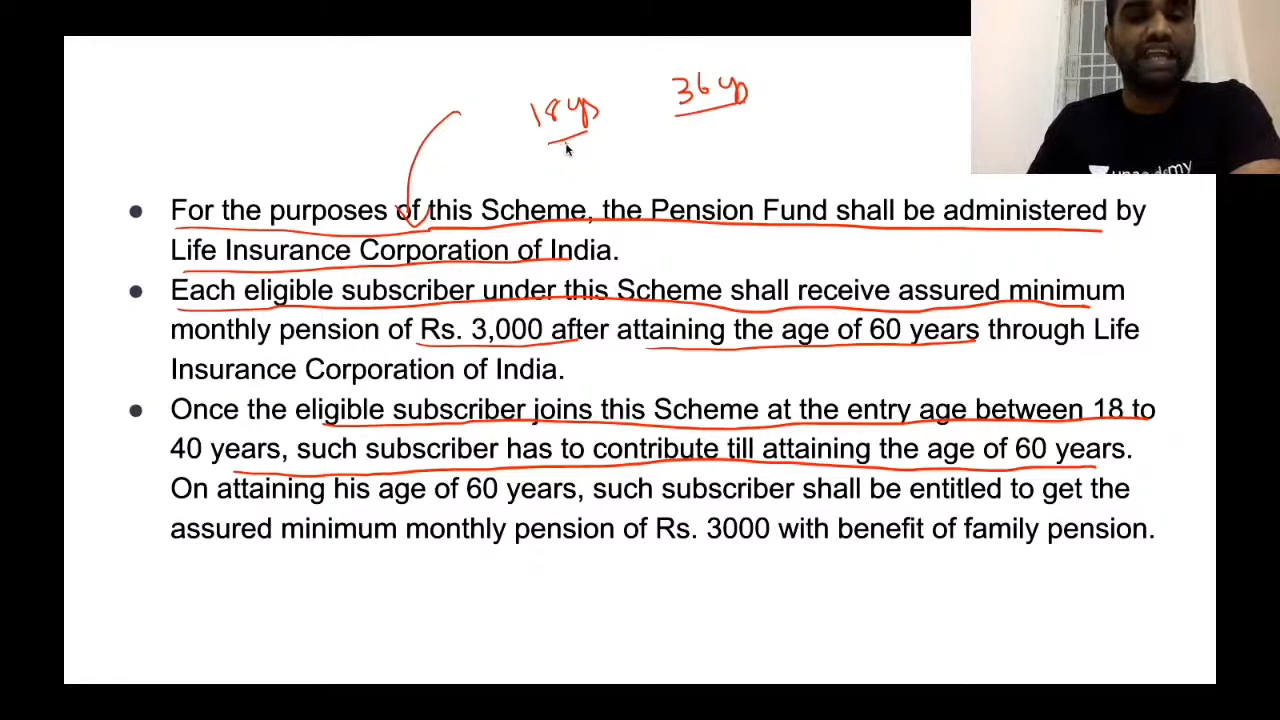 18 ys 36 yp
For the purposes of this Scheme, the Pension Fund shall be administered by
Life Insurance Corporation of India.
Each eligible subscriber under this Scheme shall receive assured minimum
monthly pension of Rs. 3,000 after attaining the age of 60 years through Life
Insurance Corporation of India.
Once the eligible subscriber joins this Scheme at the entry age between 18 to
40 years, such subscriber has to contribute till attaining the age of 60 years.
On attaining his age of 60 years, such subscriber shall be entitled to get the
assured minimum monthly pension of Rs. 3000 with benefit of family pension.